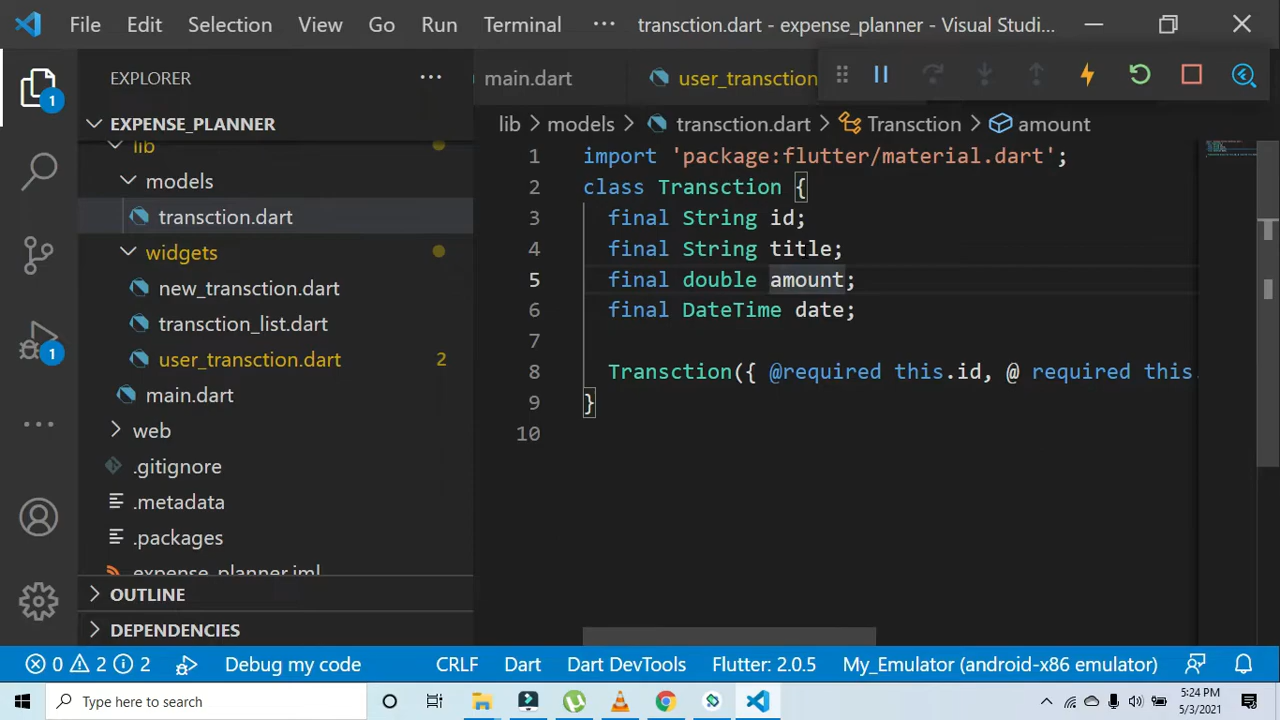 File Edit Selection View Go Run Terminal ··· transction.dart - expense_planner - Visual Studi...
EXPLORER ···
main.dart user_transction
EXPENSE_PLANNER
lib > models > transction.dart > Transction > amount
lib
models
transction.dart
widgets
new_transction.dart
transction_list.dart
user_transction.dart 2
main.dart
web
.gitignore
.metadata
.packages
expense_planner.iml
OUTLINE
DEPENDENCIES
1
1
1 import 'package:flutter/material.dart';
2 class Transction {
3 final String id;
4 final String title;
5 final double amount;
6 final DateTime date;
7
8 Transction({ @required this.id, @ required this.
9 }
10
0 2 2 Debug my code CRLF Dart Dart DevTools Flutter: 2.0.5 My_Emulator (android-x86 emulator)
Type here to search
5:24 PM
5/3/2021